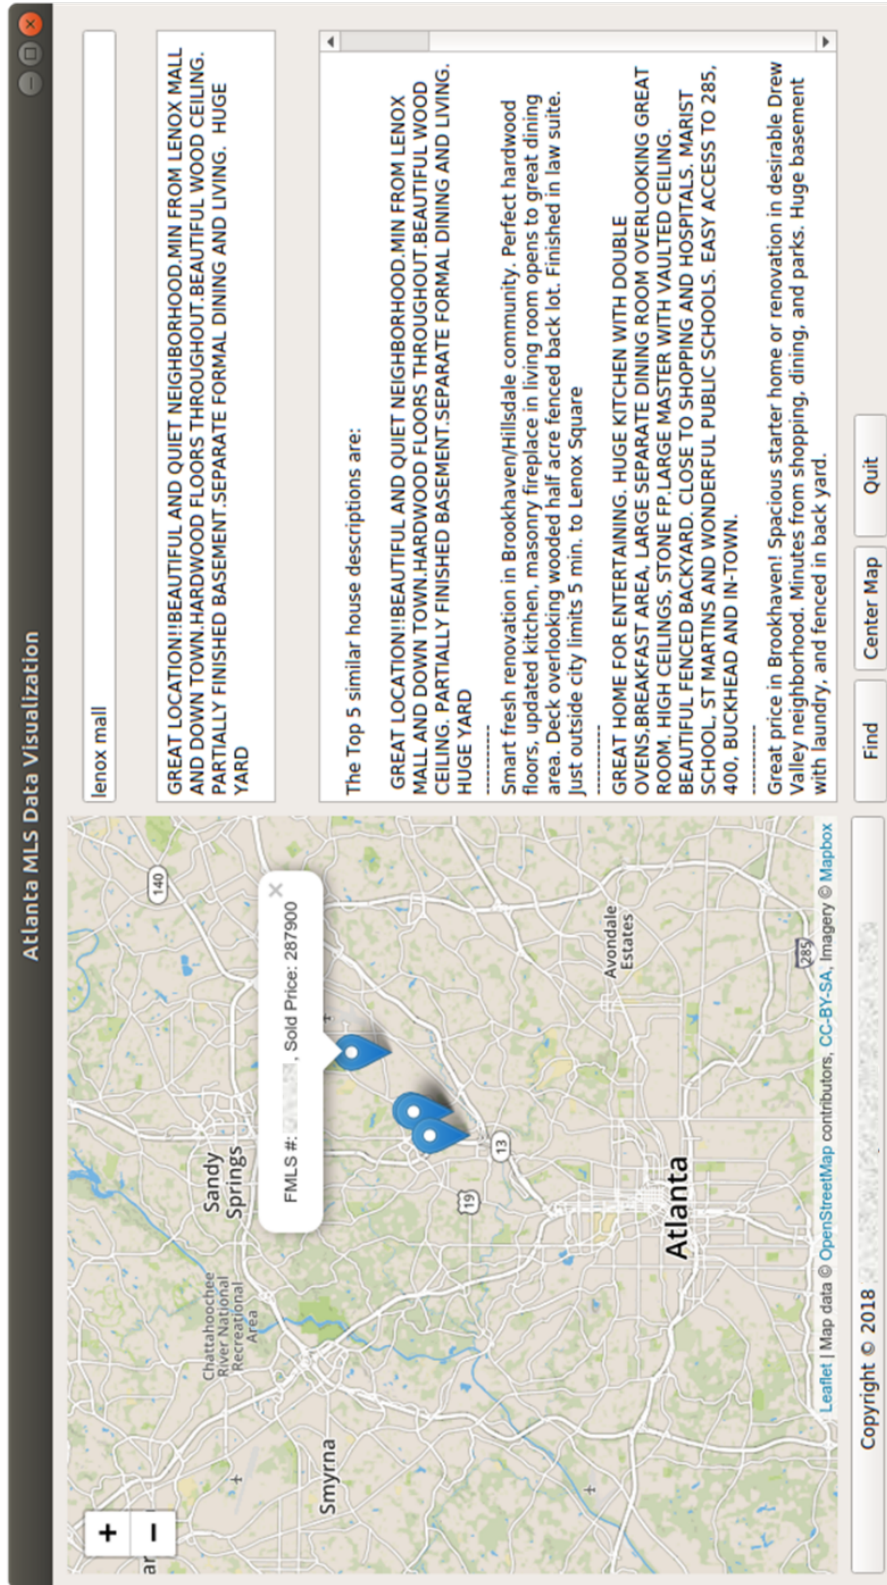 Atlanta MLS Data Visualization
+
−
ar
140
Sandy
Springs
Chattahoochee
River National
Recreational
Area
FMLS #: , Sold Price: 287900
×
Smyrna
19
13
Avondale
Estates
Atlanta
285
Leaflet | Map data © OpenStreetMap contributors, CC-BY-SA, Imagery © Mapbox
Copyright © 2018
lenox mall
GREAT LOCATION!!BEAUTIFUL AND QUIET NEIGHBORHOOD.MIN FROM LENOX MALL
AND DOWN TOWN.HARDWOOD FLOORS THROUGHOUT.BEAUTIFUL WOOD CEILING.
PARTIALLY FINISHED BASEMENT.SEPARATE FORMAL DINING AND LIVING. HUGE
YARD
The Top 5 similar house descriptions are:
GREAT LOCATION!!BEAUTIFUL AND QUIET NEIGHBORHOOD.MIN FROM LENOX
MALL AND DOWN TOWN.HARDWOOD FLOORS THROUGHOUT.BEAUTIFUL WOOD
CEILING. PARTIALLY FINISHED BASEMENT.SEPARATE FORMAL DINING AND LIVING.
HUGE YARD
----------
Smart fresh renovation in Brookhaven/Hillsdale community. Perfect hardwood
floors, updated kitchen, masonry fireplace in living room opens to great dining
area. Deck overlooking wooded half acre fenced back lot. Finished in law suite.
Just outside city limits 5 min. to Lenox Square
----------
GREAT HOME FOR ENTERTAINING. HUGE KITCHEN WITH DOUBLE
OVENS,BREAKFAST AREA, LARGE SEPARATE DINING ROOM OVERLOOKING GREAT
ROOM. HIGH CEILINGS, STONE FP.LARGE MASTER WITH VAULTED CEILING.
BEAUTIFUL FENCED BACKYARD. CLOSE TO SHOPPING AND HOSPITALS. MARIST
SCHOOL, ST MARTINS AND WONDERFUL PUBLIC SCHOOLS. EASY ACCESS TO 285,
400, BUCKHEAD AND IN-TOWN.
----------
Great price in Brookhaven! Spacious starter home or renovation in desirable Drew
Valley neighborhood. Minutes from shopping, dining, and parks. Huge basement
with laundry, and fenced in back yard.
Find
Center Map
Quit